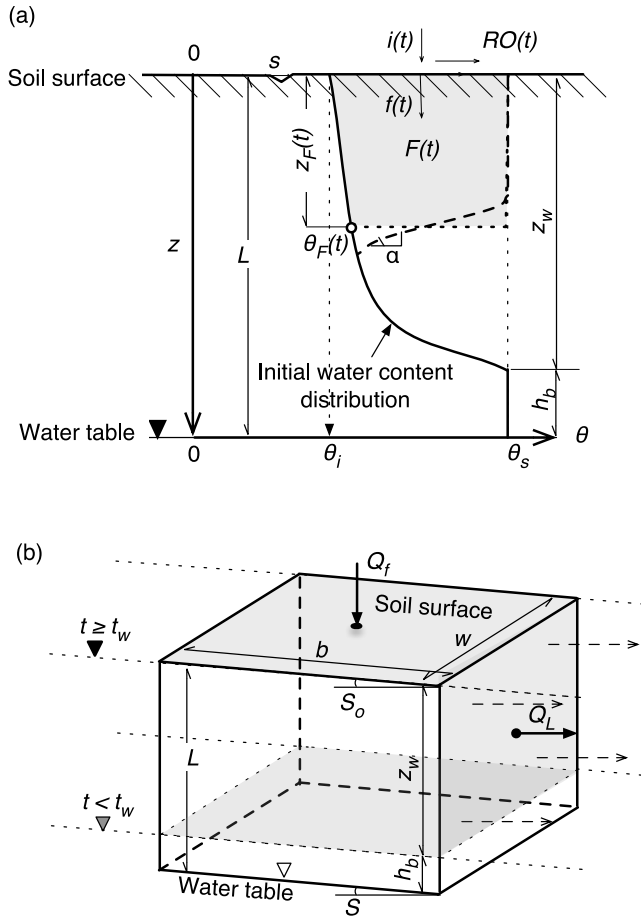 (a)
0
s
i(t)
RO(t)
Soil surface
f(t)
z_F(t)
F(t)
z_w
θ_F(t)
α
z
L
Initial water content
distribution
h_b
Water table
0
θ_i
θ_s
θ
(b)
Q_f
Soil surface
t ≥ t_w
b
w
S_o
L
z_w
Q_L
t < t_w
h_b
Water table
S